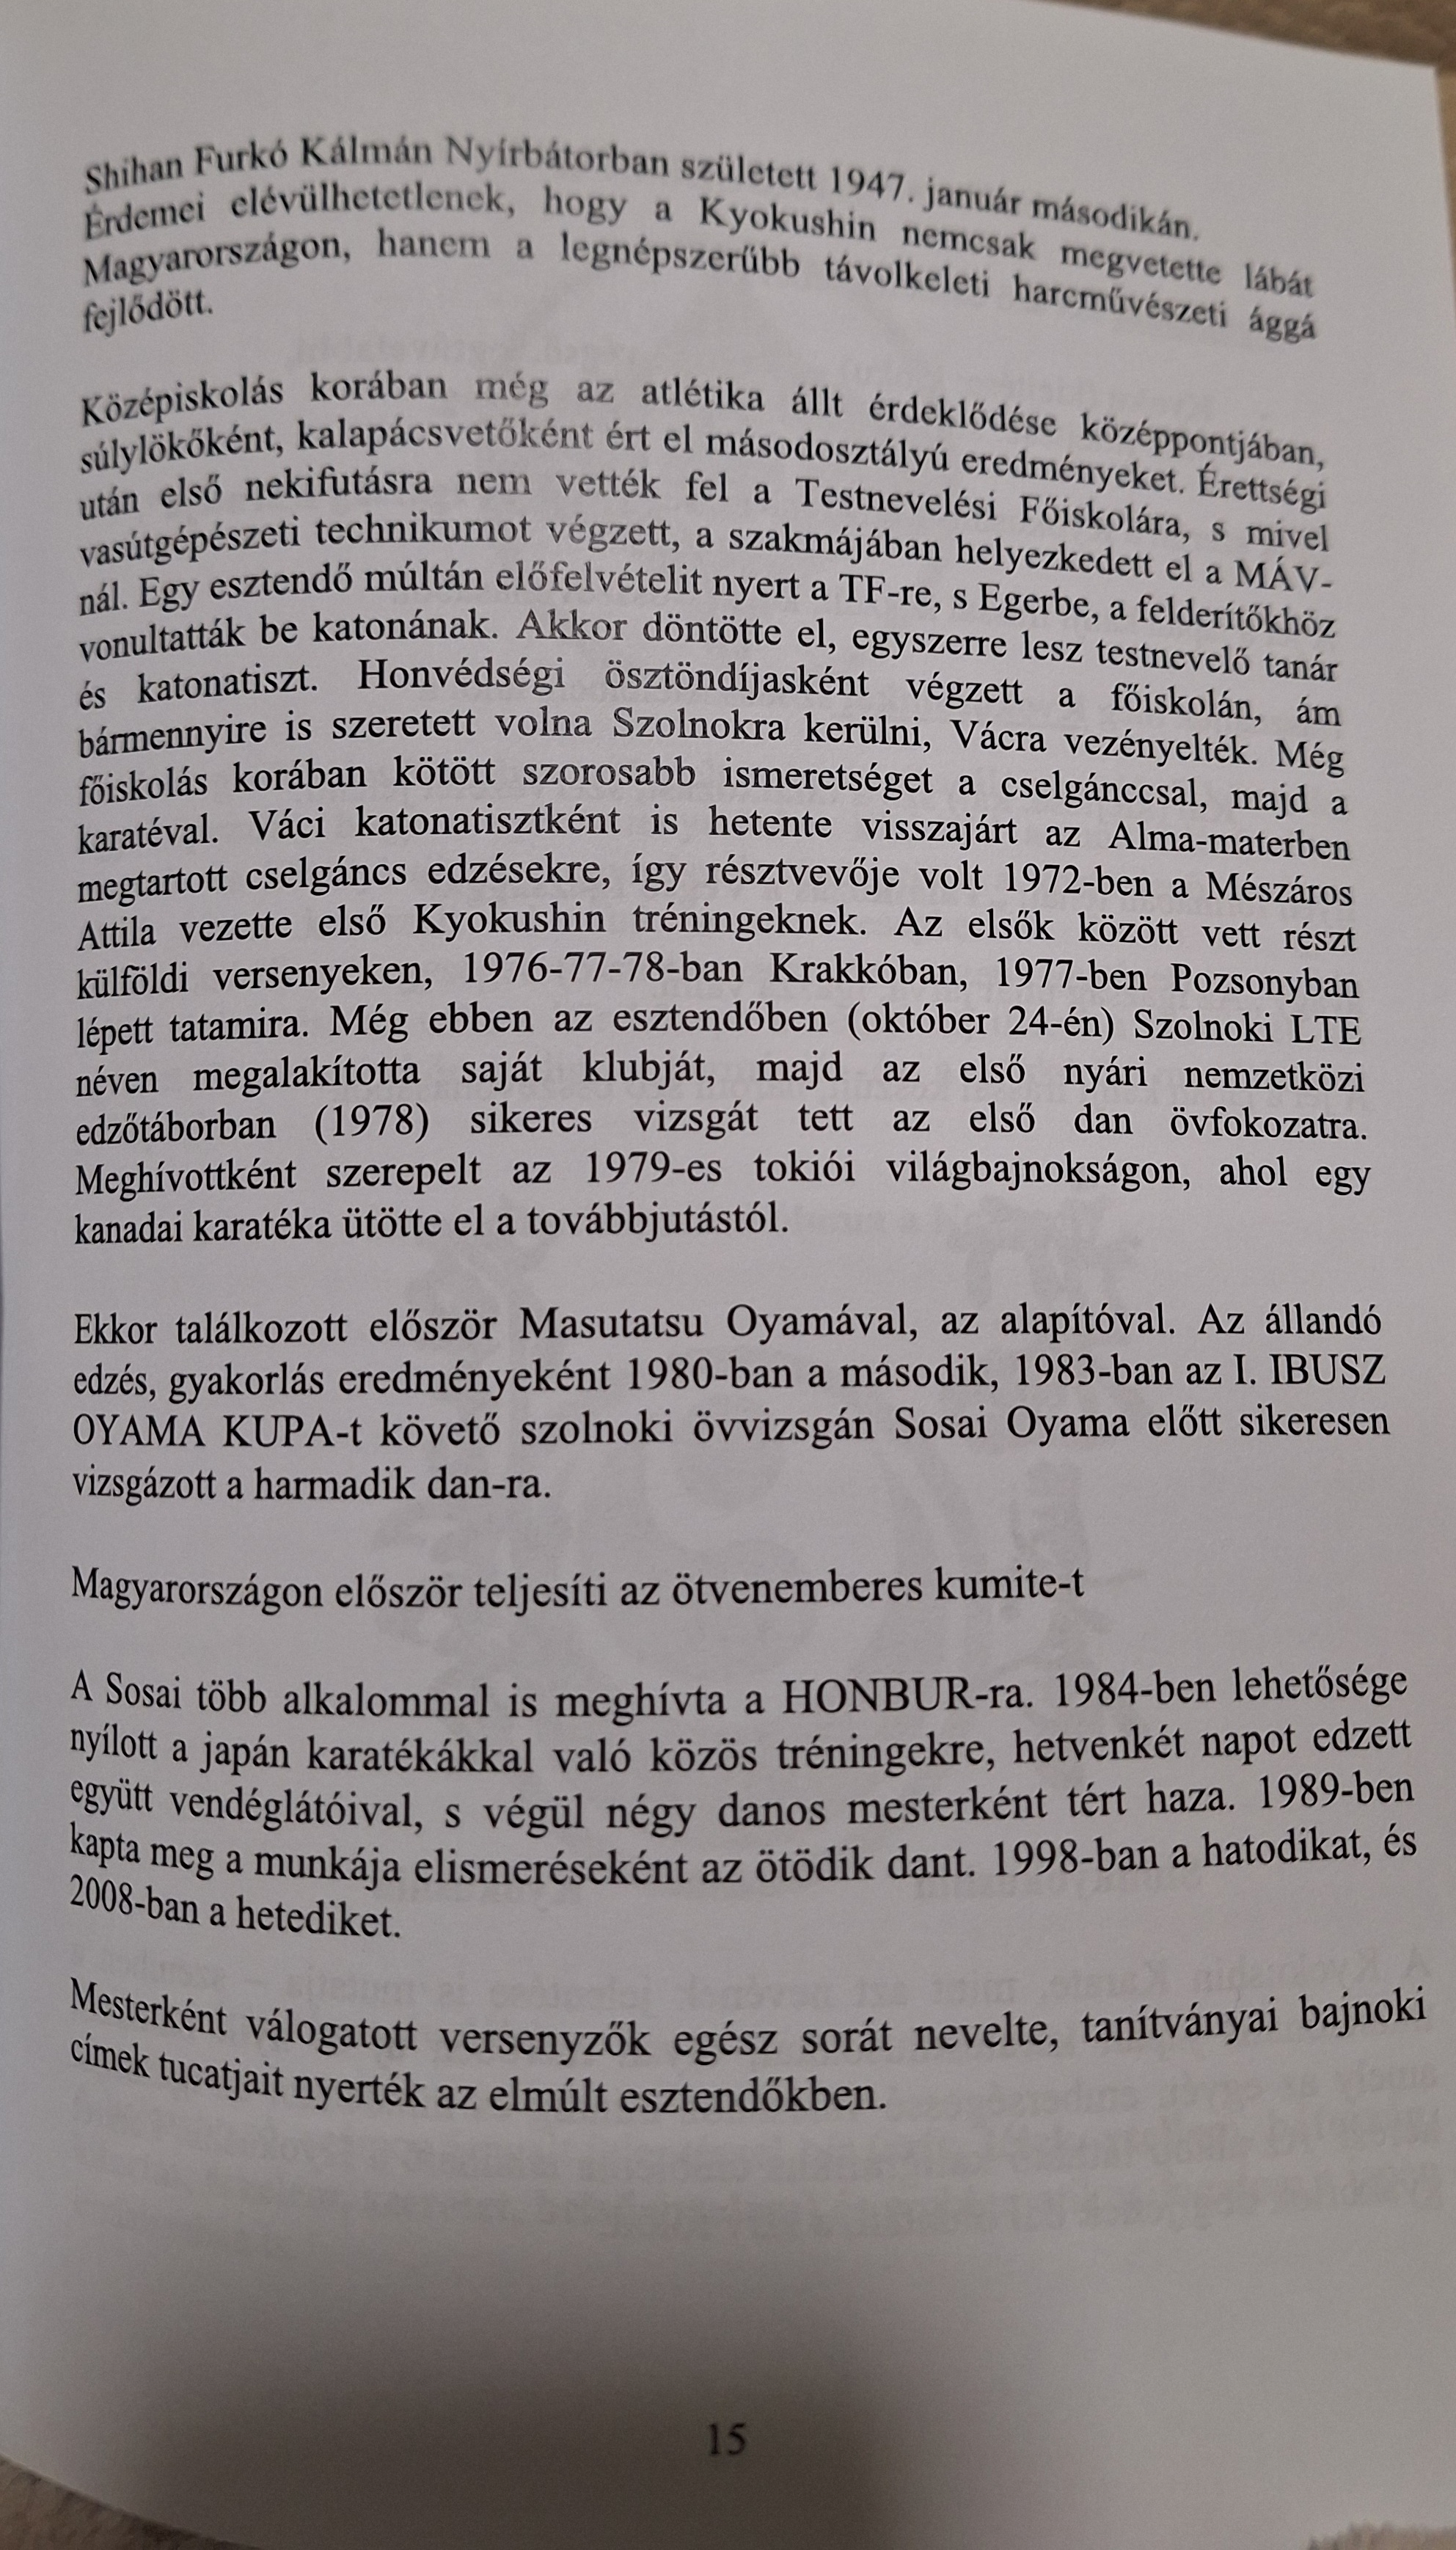 Shihan Furkó Kálmán Nyírbátorban született 1947. január másodikán.
Érdemei elévülhetetlenek, hogy a Kyokushin nemcsak megvetette lábát
Magyarországon, hanem a legnépszerűbb távolkeleti harcművészeti ággá
fejlődött.
Középiskolás korában még az atlétika állt érdeklődése középpontjában,
súlylökőként, kalapácsvetőként ért el másodosztályú eredményeket. Érettségi
után első nekifutásra nem vették fel a Testnevelési Főiskolára, s mivel
vasútgépészeti technikumot végzett, a szakmájában helyezkedett el a MÁV-
nál. Egy esztendő múltán előfelvételit nyert a TF-re, s Egerbe, a felderítőkhöz
vonultatták be katonának. Akkor döntötte el, egyszerre lesz testnevelő tanár
és katonatiszt. Honvédségi ösztöndíjasként végzett a főiskolán, ám
bármennyire is szeretett volna Szolnokra kerülni, Vácra vezényelték. Még
főiskolás korában kötött szorosabb ismeretséget a cselgánccsal, majd a
karatéval. Váci katonatisztként is hetente visszajárt az Alma-materben
megtartott cselgáncs edzésekre, így résztvevője volt 1972-ben a Mészáros
Attila vezette első Kyokushin tréningeknek. Az elsők között vett részt
külföldi versenyeken, 1976-77-78-ban Krakkóban, 1977-ben Pozsonyban
lépett tatamira. Még ebben az esztendőben (október 24-én) Szolnoki LTE
néven megalakította saját klubját, majd az első nyári nemzetközi
edzőtáborban (1978) sikeres vizsgát tett az első dan övfokozatra.
Meghívottként szerepelt az 1979-es tokiói világbajnokságon, ahol egy
kanadai karatéka ütötte el a továbbjutástól.
Ekkor találkozott először Masutatsu Oyamával, az alapítóval. Az állandó
edzés, gyakorlás eredményeként 1980-ban a második, 1983-ban az I. IBUSZ
OYAMA KUPA-t követő szolnoki övvizsgán Sosai Oyama előtt sikeresen
vizsgázott a harmadik dan-ra.
Magyarországon először teljesíti az ötvenemberes kumite-t
A Sosai több alkalommal is meghívta a HONBUR-ra. 1984-ben lehetősége
nyílott a japán karatékákkal való közös tréningekre, hetvenkét napot edzett
együtt vendéglátóival, s végül négy danos mesterként tért haza. 1989-ben
kapta meg a munkája elismeréseként az ötödik dant. 1998-ban a hatodikat, és
2008-ban a hetediket.
Mesterként válogatott versenyzők egész sorát nevelte, tanítványai bajnoki
címek tucatjait nyerték az elmúlt esztendőkben.
15